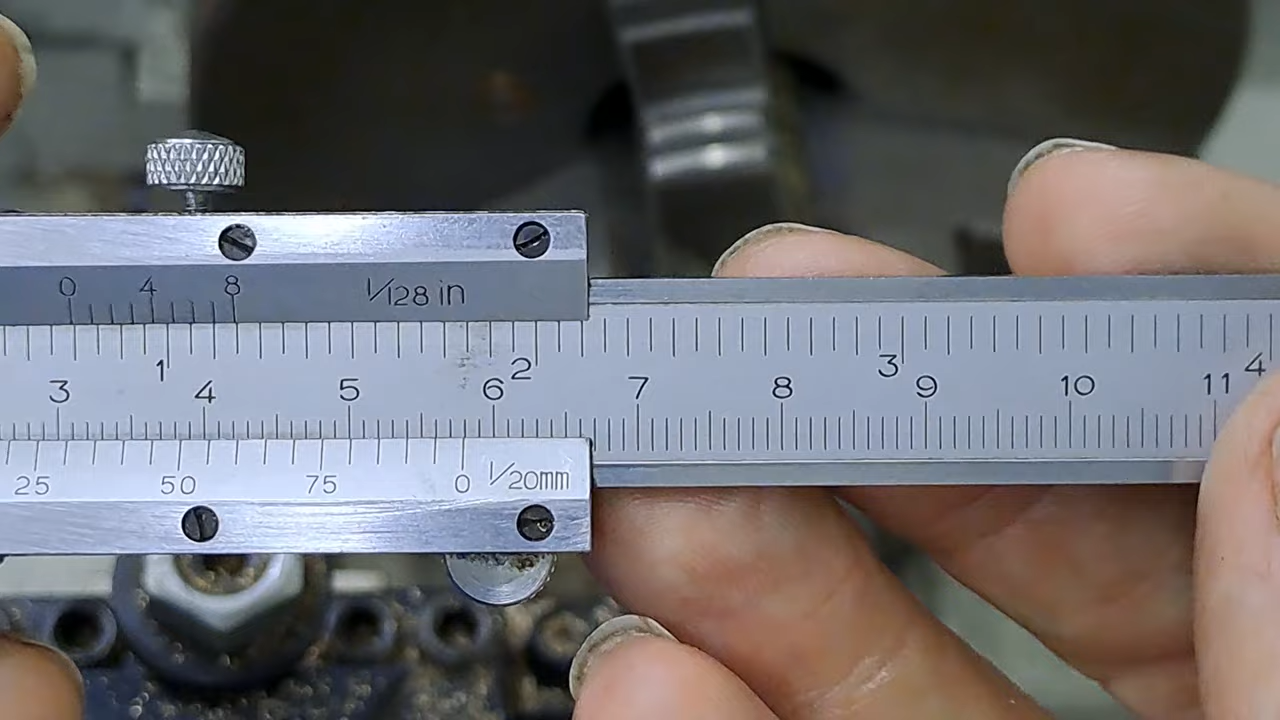 0 4 8 1/128 in
1 2 3 4
3 4 5 6 7 8 9 10 11
25 50 75 0 1/20mm